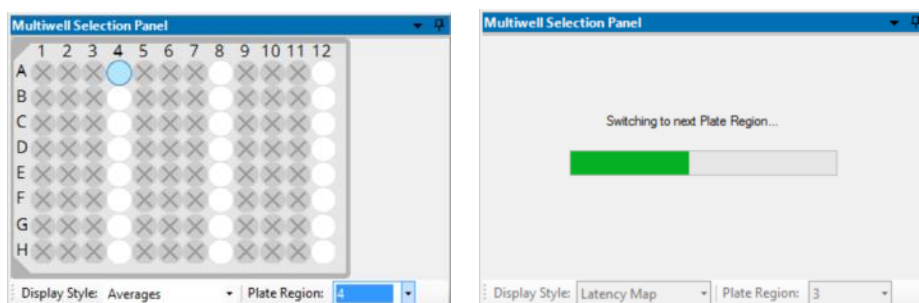 Multiwell Selection Panel
1 2 3 4 5 6 7 8 9 10 11 12
A
B
C
D
E
F
G
H
Display Style: Averages Plate Region: 4
Multiwell Selection Panel
Switching to next Plate Region...
Display Style: Latency Map Plate Region: 3